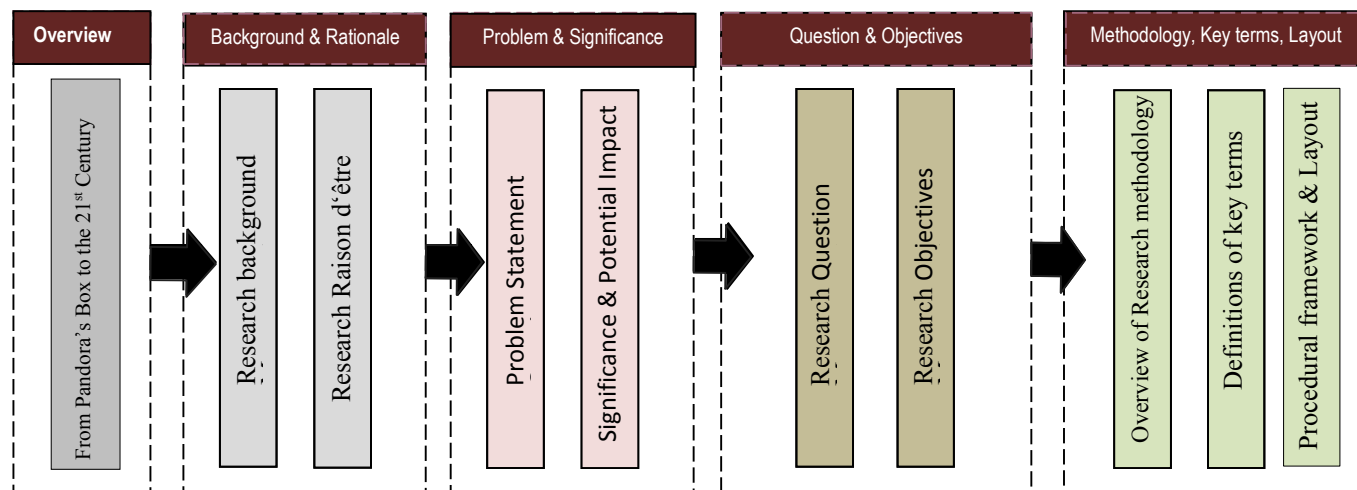 Overview
From Pandora's Box to the 21st Century
Background & Rationale
Research background
Research Raison d'être
Problem & Significance
Problem Statement
Significance & Potential Impact
Question & Objectives
Research Question
Research Objectives
Methodology, Key terms, Layout
Overview of Research methodology
Definitions of key terms
Procedural framework & Layout